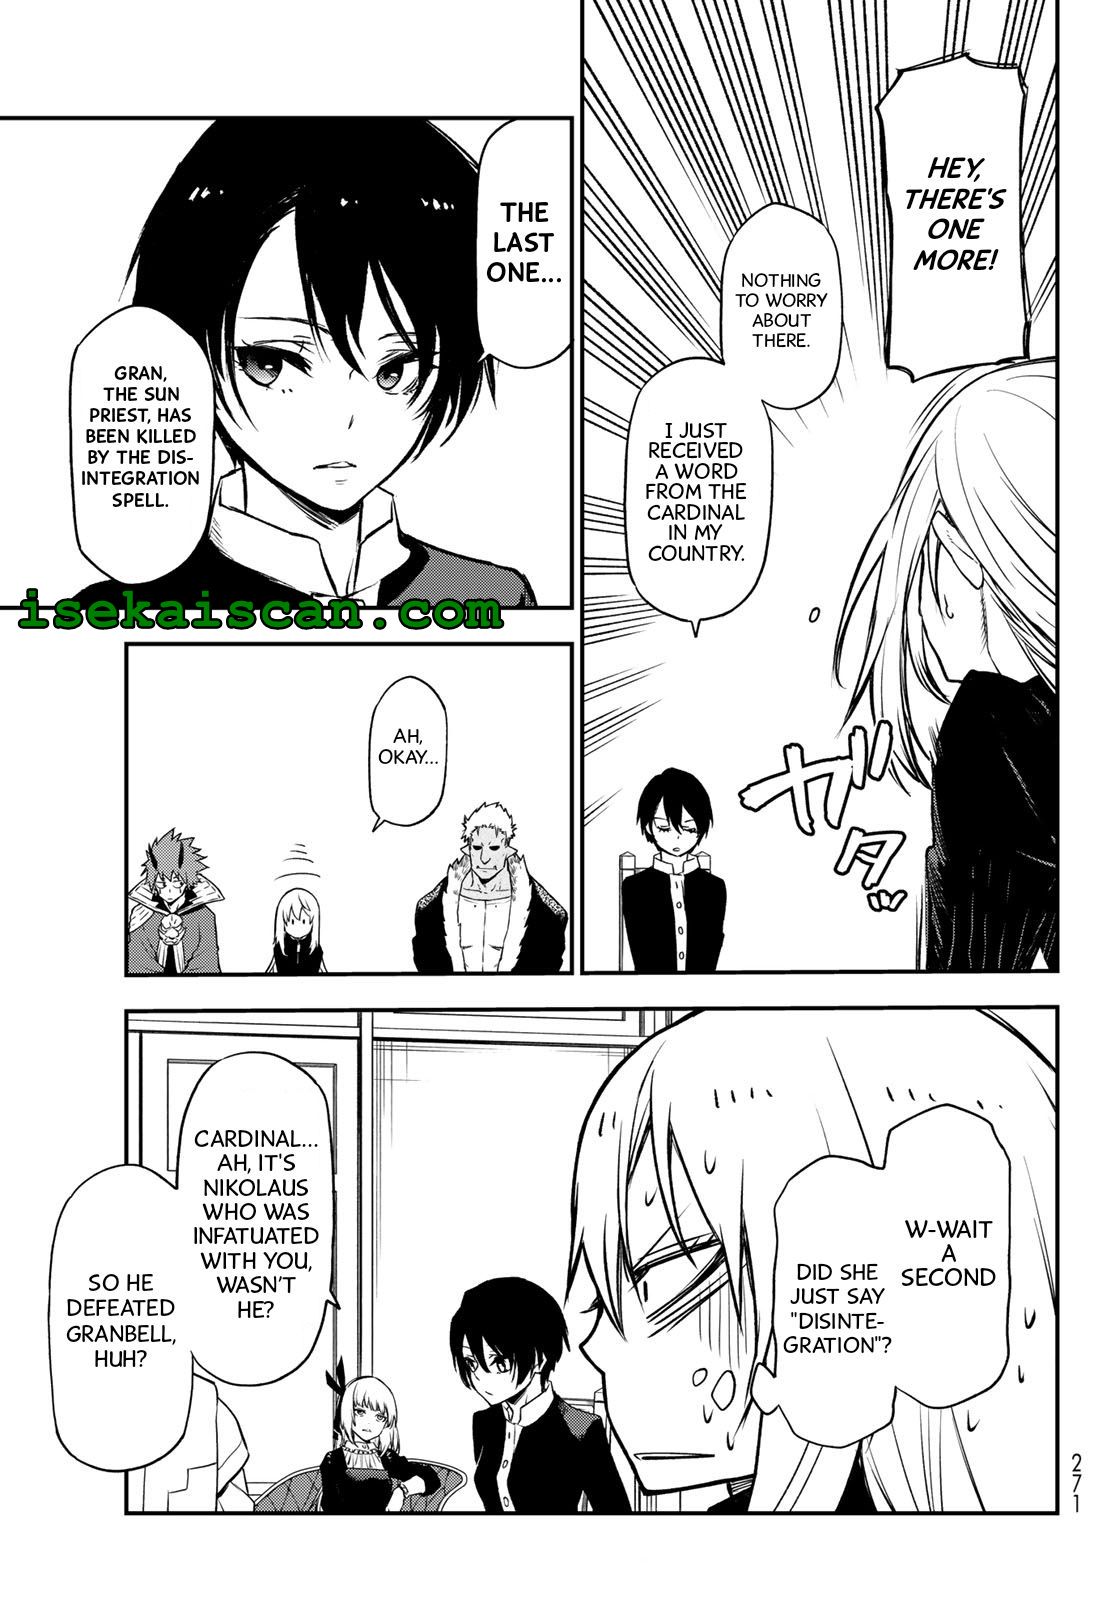 HEY,
THERE'S
ONE
MORE!
NOTHING
TO WORRY
ABOUT
THERE.
I JUST
RECEIVED
A WORD
FROM THE
CARDINAL
IN MY
COUNTRY.
ガタッ
THE
LAST
ONE...
GRAN,
THE SUN
PRIEST, HAS
BEEN KILLED
BY THE DIS-
INTEGRATION
SPELL.
isekaiscan.com
AH,
OKAY...
W-WAIT
A
SECOND
DID SHE
JUST SAY
"DISINTE-
GRATION"?
CARDINAL...
AH, IT'S
NIKOLAUS
WHO WAS
INFATUATED
WITH YOU,
WASN'T
HE?
SO HE
DEFEATED
GRANBELL,
HUH?
271